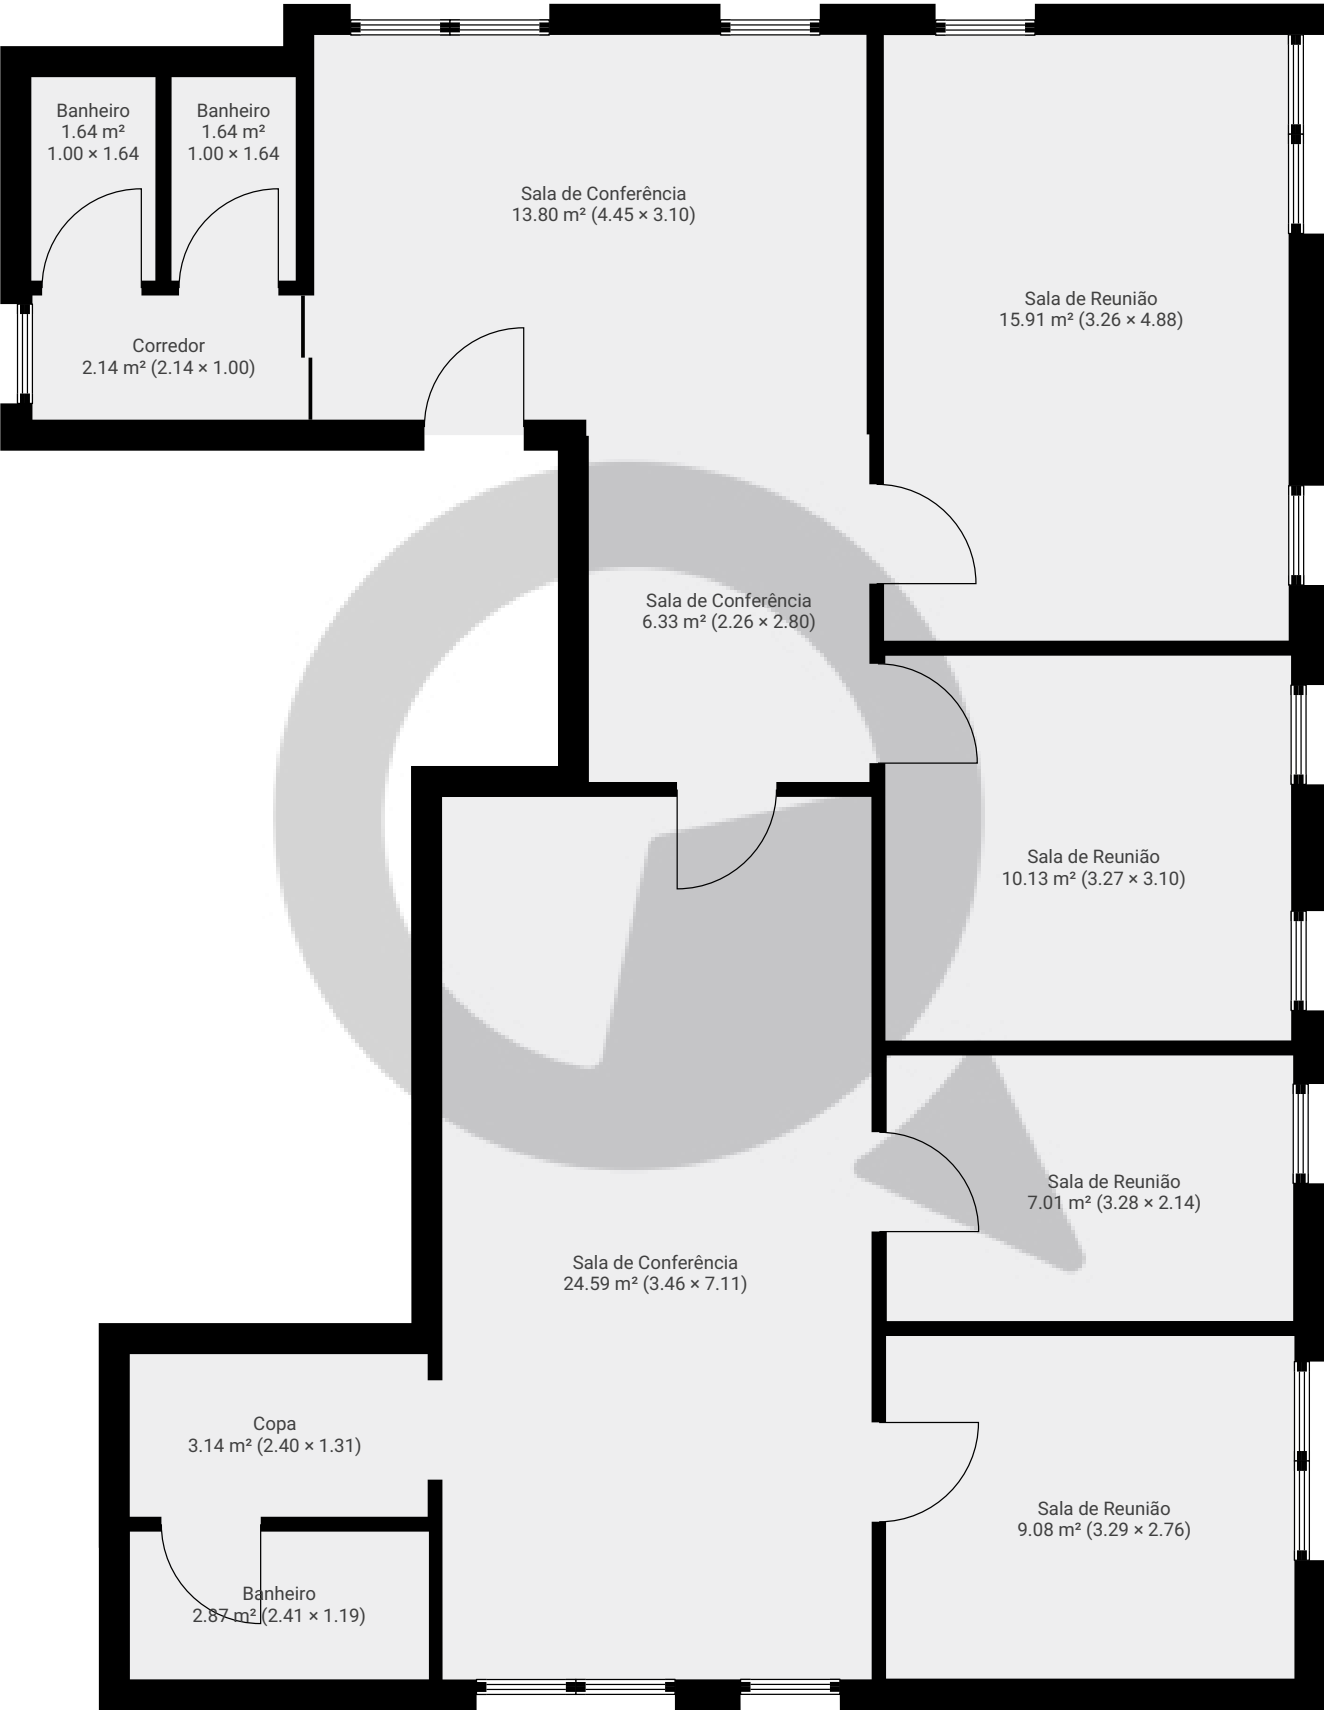 Banheiro
1.64 m²
1.00 × 1.64
Banheiro
1.64 m²
1.00 × 1.64
Sala de Conferência
13.80 m² (4.45 × 3.10)
Sala de Reunião
15.91 m² (3.26 × 4.88)
Corredor
2.14 m² (2.14 × 1.00)
Sala de Conferência
6.33 m² (2.26 × 2.80)
Sala de Reunião
10.13 m² (3.27 × 3.10)
Sala de Reunião
7.01 m² (3.28 × 2.14)
Sala de Conferência
24.59 m² (3.46 × 7.11)
Copa
3.14 m² (2.40 × 1.31)
Sala de Reunião
9.08 m² (3.29 × 2.76)
Banheiro
2.87 m² (2.41 × 1.19)